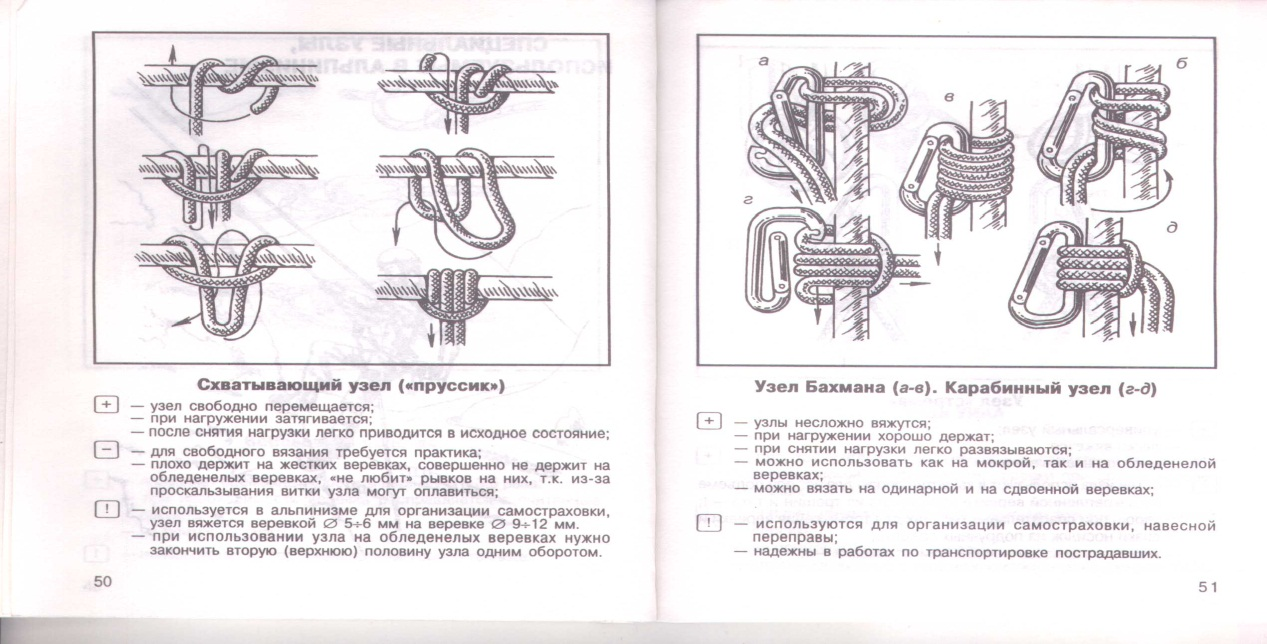 Схватывающий узел («пруссик»)
+ — узел свободно перемещается;
— при нагружении затягивается;
— после снятия нагрузки легко приводится в исходное состояние;
− — для свободного вязания требуется практика;
— плохо держит на жестких веревках, совершенно не держит на
обледенелых веревках, «не любит» рывков на них, т.к. из-за
проскальзывания витки узла могут оплавиться;
! — используется в альпинизме для организации самостраховки,
узел вяжется веревкой ∅ 5÷6 мм на веревке ∅ 9÷12 мм.
— при использовании узла на обледенелых веревках нужно
закончить вторую (верхнюю) половину узла одним оборотом.
50
а
б
в
г
д
Узел Бахмана (а-в). Карабинный узел (г-д)
+ — узлы несложно вяжутся;
— при нагружении хорошо держат;
— при снятии нагрузки легко развязываются;
— можно использовать как на мокрой, так и на обледенелой
веревках;
— можно вязать на одинарной и на сдвоенной веревках;
! — используются для организации самостраховки, навесной
переправы;
— надежны в работах по транспортировке пострадавших.
51